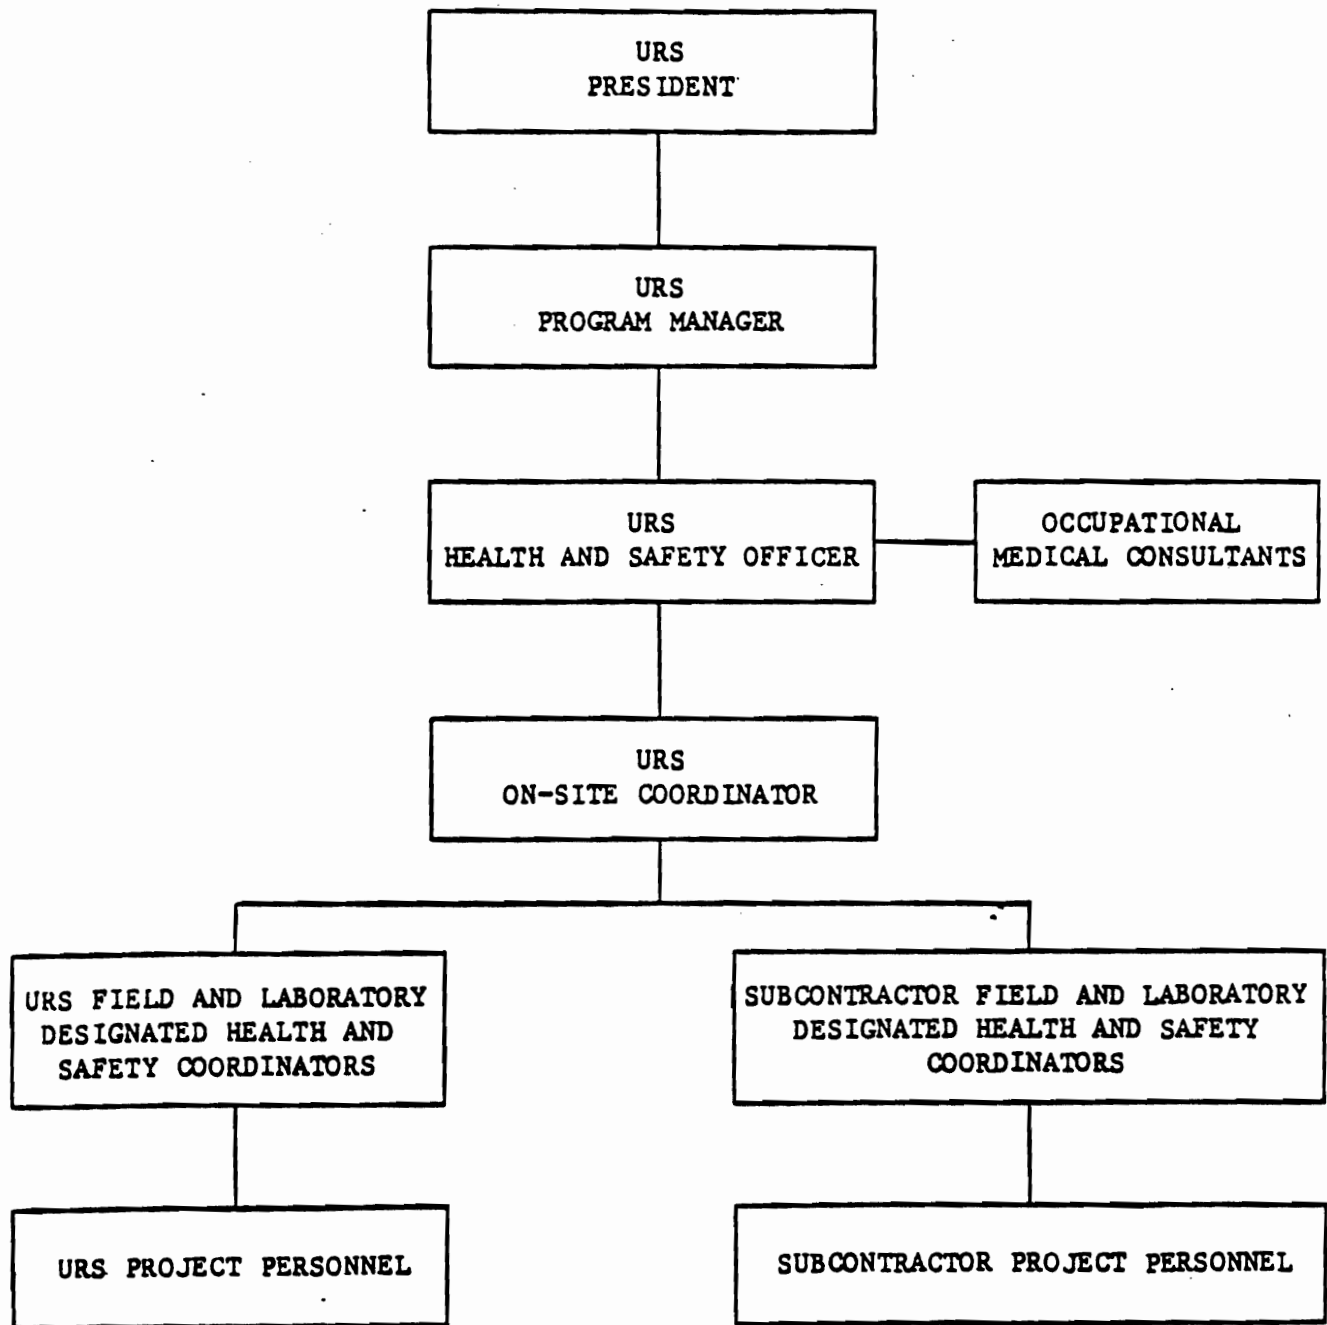 URS
PRESIDENT
URS
PROGRAM MANAGER
URS
HEALTH AND SAFETY OFFICER
OCCUPATIONAL
MEDICAL CONSULTANTS
URS
ON-SITE COORDINATOR
URS FIELD AND LABORATORY
DESIGNATED HEALTH AND
SAFETY COORDINATORS
SUBCONTRACTOR FIELD AND LABORATORY
DESIGNATED HEALTH AND SAFETY
COORDINATORS
URS PROJECT PERSONNEL
SUBCONTRACTOR PROJECT PERSONNEL